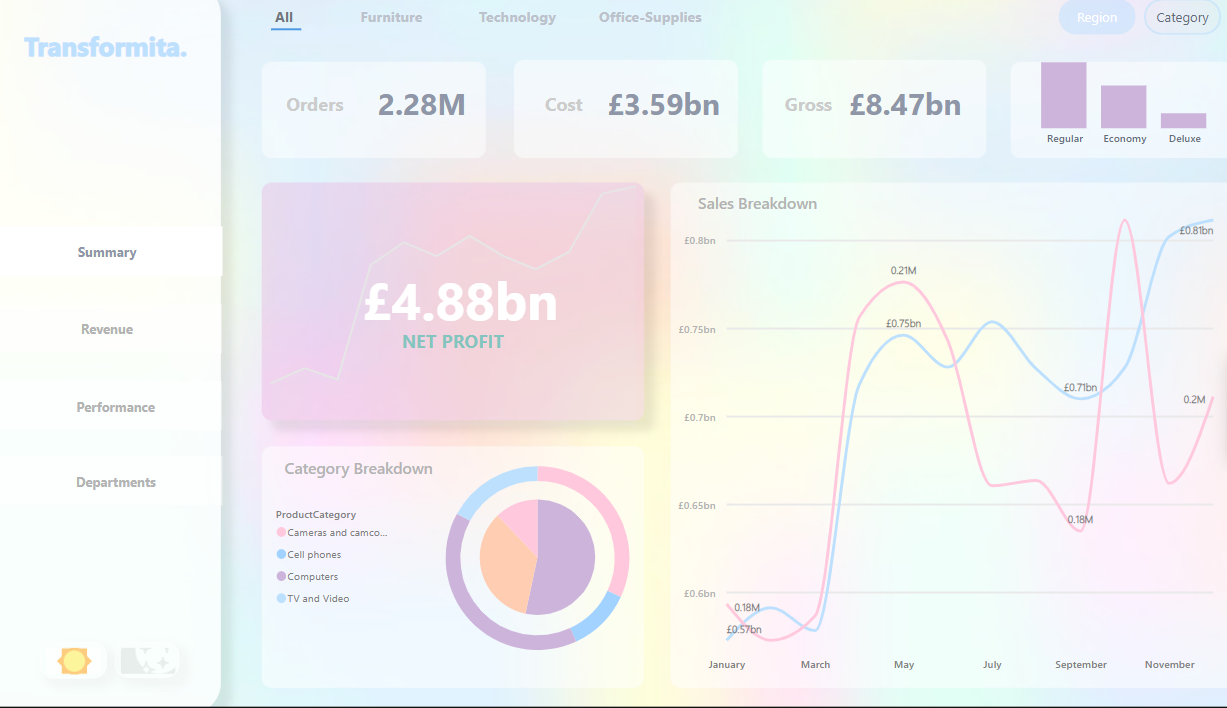 Transformita.
All
Furniture
Technology
Office-Supplies
Region
Category
Orders
2.28M
Cost
£3.59bn
Gross
£8.47bn
Regular
Economy
Deluxe
Summary
Revenue
Performance
Departments
£4.88bn
NET PROFIT
Category Breakdown
ProductCategory
Cameras and camco...
Cell phones
Computers
TV and Video
Sales Breakdown
£0.8bn
£0.75bn
£0.7bn
£0.65bn
£0.6bn
£0.81bn
0.21M
£0.75bn
£0.71bn
0.2M
0.18M
0.18M
£0.57bn
January
March
May
July
September
November